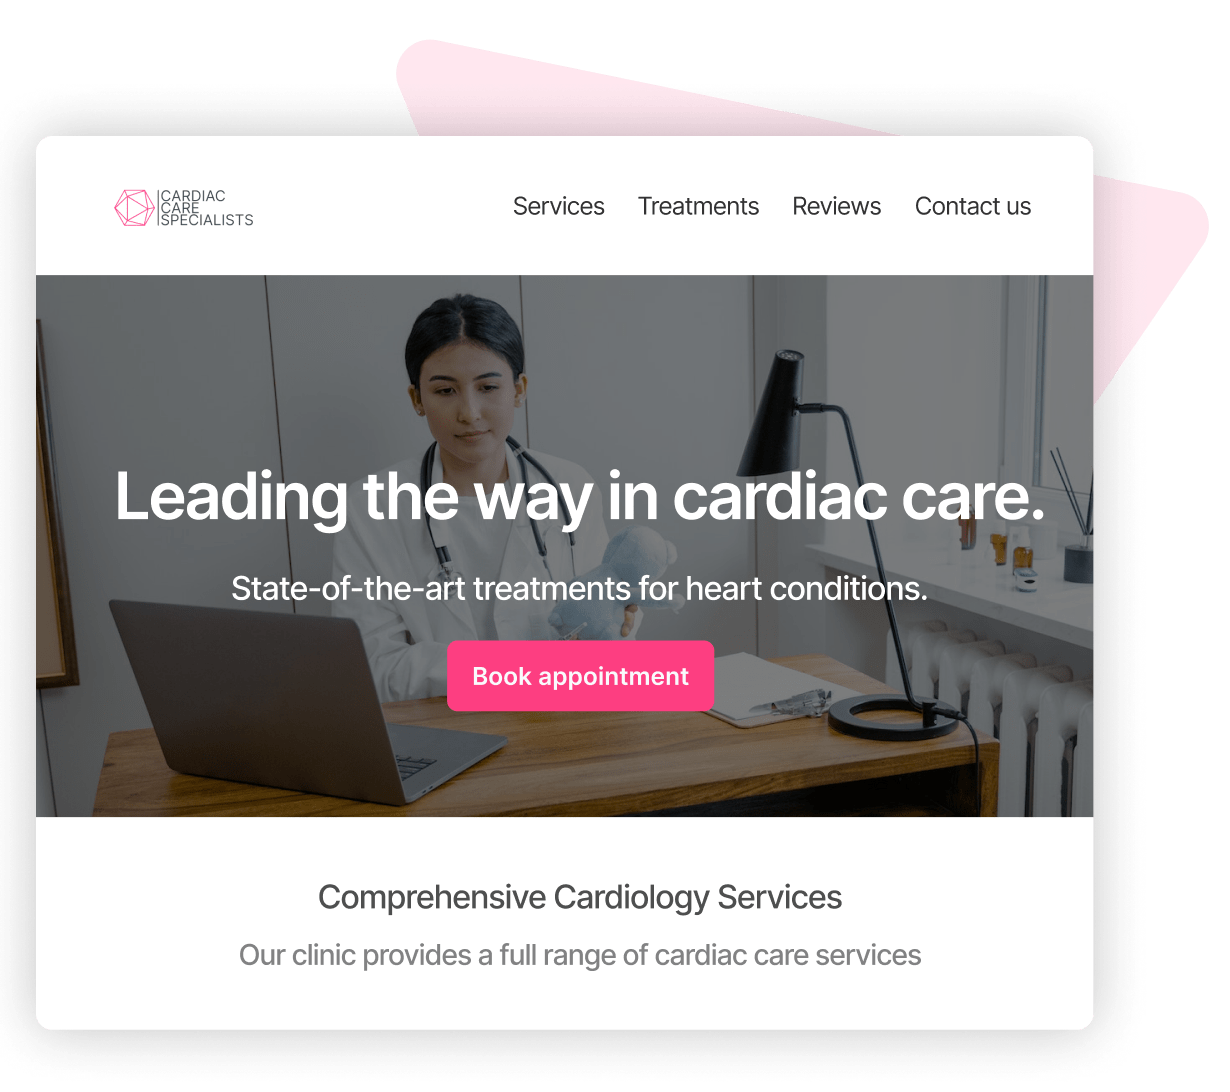 CARDIAC
CARE
SPECIALISTS
Services Treatments Reviews Contact us
Leading the way in cardiac care.
State-of-the-art treatments for heart conditions.
Book appointment
Comprehensive Cardiology Services
Our clinic provides a full range of cardiac care services